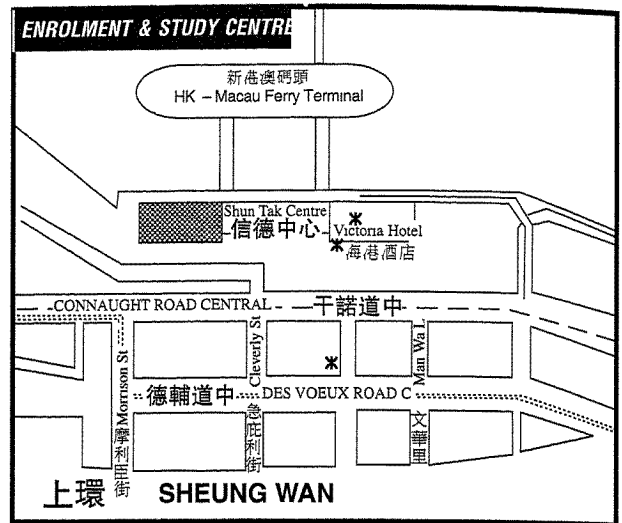 ENROLMENT & STUDY CENTRE
新港澳碼頭
HK – Macau Ferry Terminal
Shun Tak Centre
信德中心
Victoria Hotel
海港酒店
CONNAUGHT ROAD CENTRAL
干諾道中
Morrison St
摩利臣街
Cleverly St
急庇利街
Man Wa L
文華里
德輔道中
DES VOEUX ROAD C
上環 SHEUNG WAN